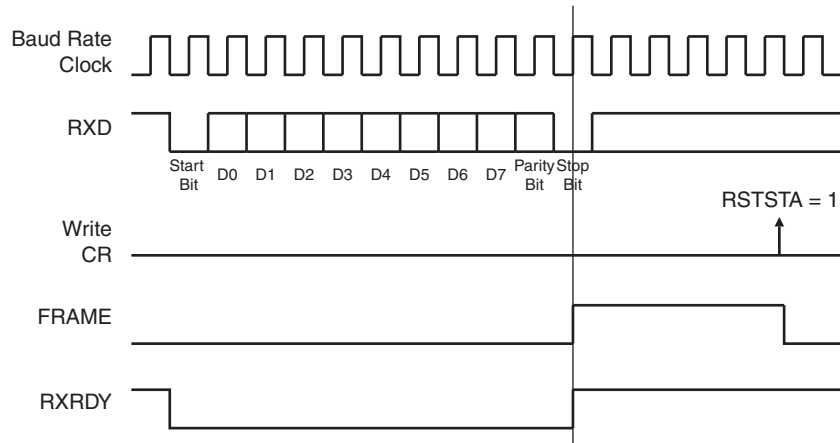 Baud Rate
Clock
RXD
Start
Bit
D0
D1
D2
D3
D4
D5
D6
D7
Parity
Bit
Stop
Bit
RSTSTA = 1
Write
CR
FRAME
RXRDY